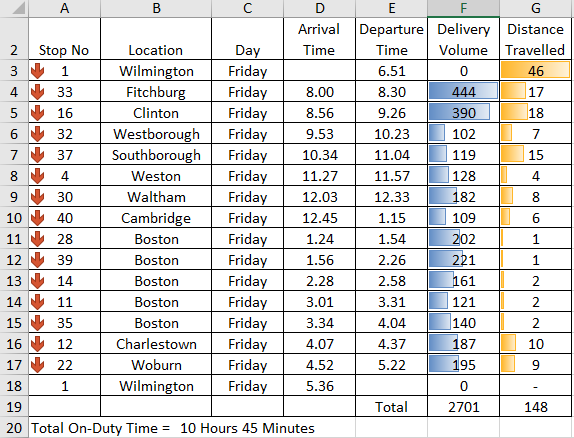 A B C D E F G
2 Stop No Location Day Arrival Time Departure Time Delivery Volume Distance Travelled
3 1 Wilmington Friday 6.51 0 46
4 33 Fitchburg Friday 8.00 8.30 444 17
5 16 Clinton Friday 8.56 9.26 390 18
6 32 Westborough Friday 9.53 10.23 102 7
7 37 Southborough Friday 10.34 11.04 119 15
8 4 Weston Friday 11.27 11.57 128 4
9 30 Waltham Friday 12.03 12.33 182 8
10 40 Cambridge Friday 12.45 1.15 109 6
11 28 Boston Friday 1.24 1.54 202 1
12 39 Boston Friday 1.56 2.26 221 1
13 14 Boston Friday 2.28 2.58 161 2
14 11 Boston Friday 3.01 3.31 121 2
15 35 Boston Friday 3.34 4.04 140 2
16 12 Charlestown Friday 4.07 4.37 187 10
17 22 Woburn Friday 4.52 5.22 195 9
18 1 Wilmington Friday 5.36 0 -
19 Total 2701 148
20 Total On-Duty Time = 10 Hours 45 Minutes